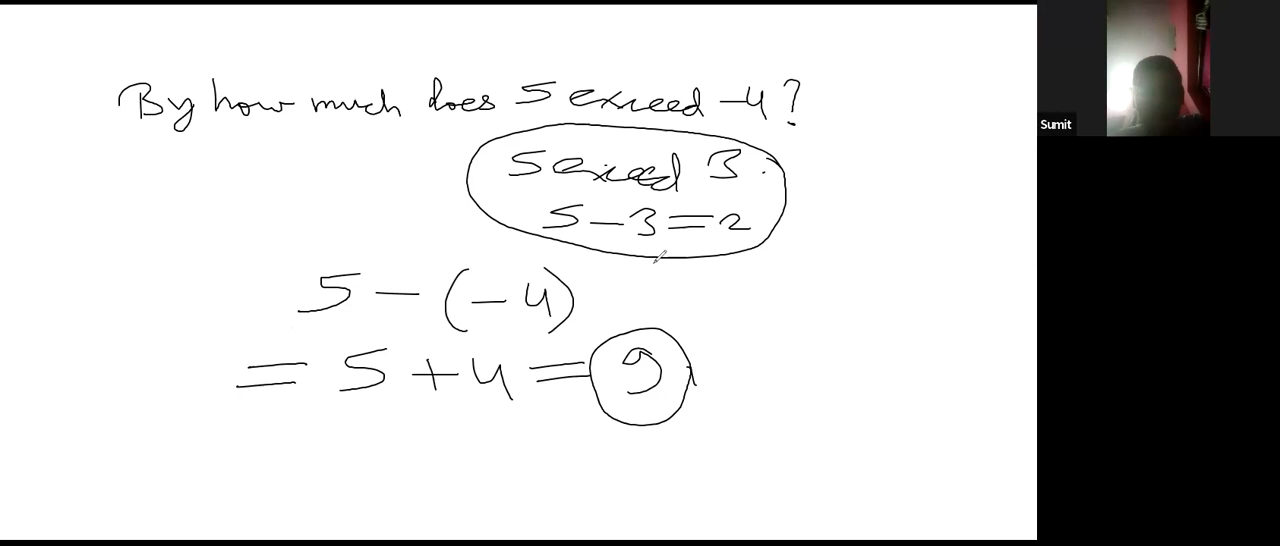 By how much does 5 exceed -4?
5 exceed 3.
5-3=2
5-(-4)
=5+4=9
Sumit